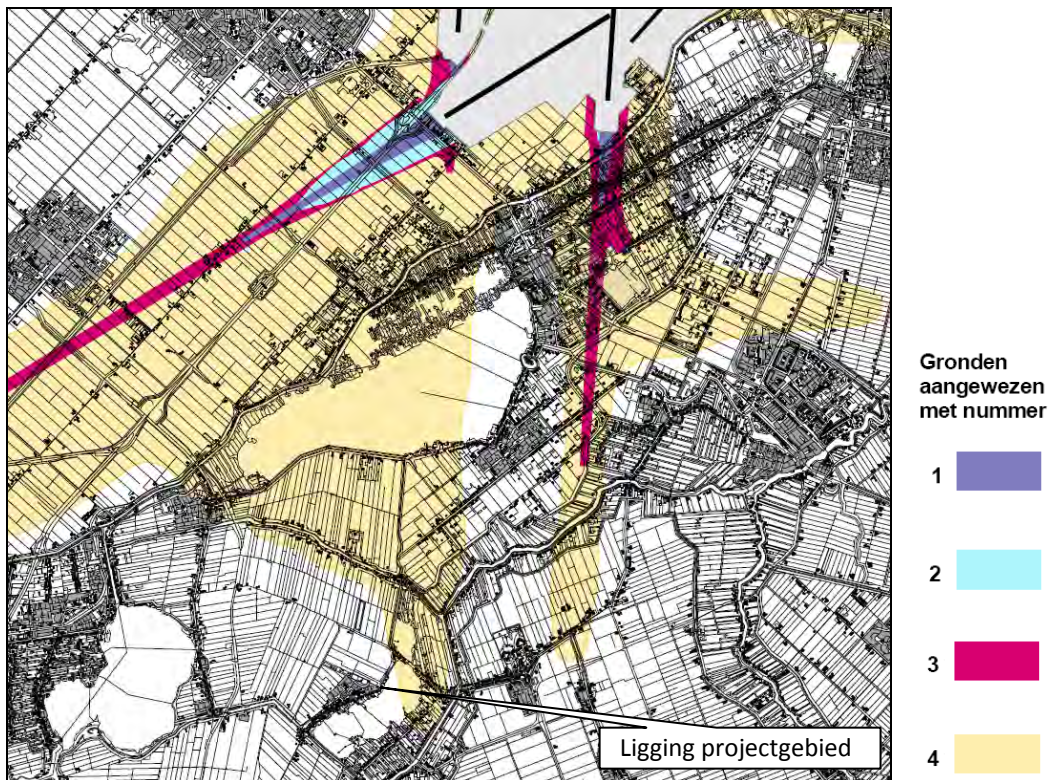 Gronden
aangewezen
met nummer
1
2
3
4
Ligging projectgebied